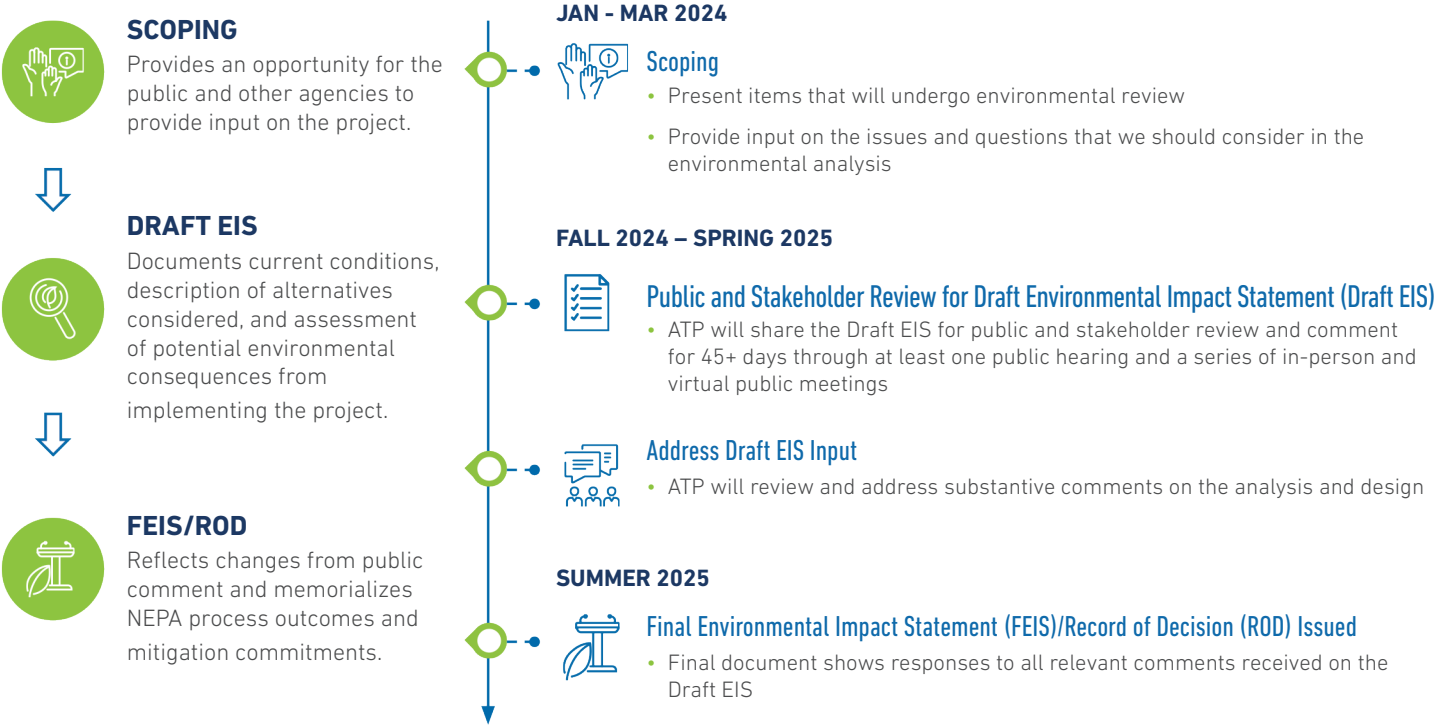 SCOPING
Provides an opportunity for the
public and other agencies to
provide input on the project.
DRAFT EIS
Documents current conditions,
description of alternatives
considered, and assessment
of potential environmental
consequences from
implementing the project.
FEIS/ROD
Reflects changes from public
comment and memorializes
NEPA process outcomes and
mitigation commitments.
JAN - MAR 2024
Scoping
• Present items that will undergo environmental review
• Provide input on the issues and questions that we should consider in the
environmental analysis
FALL 2024 – SPRING 2025
Public and Stakeholder Review for Draft Environmental Impact Statement (Draft EIS)
• ATP will share the Draft EIS for public and stakeholder review and comment
for 45+ days through at least one public hearing and a series of in-person and
virtual public meetings
Address Draft EIS Input
• ATP will review and address substantive comments on the analysis and design
SUMMER 2025
Final Environmental Impact Statement (FEIS)/Record of Decision (ROD) Issued
• Final document shows responses to all relevant comments received on the
Draft EIS